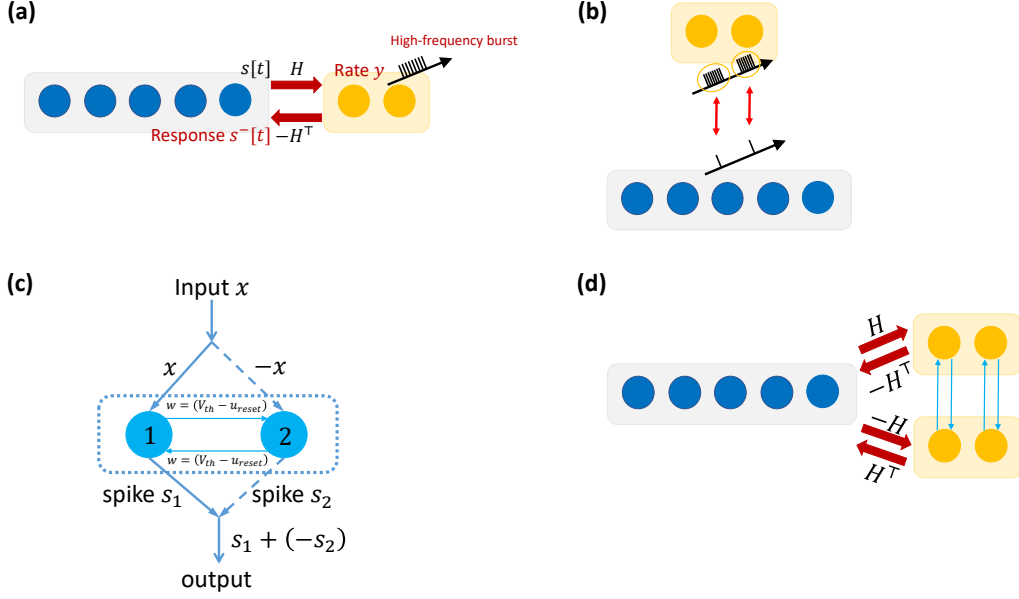 (a)
High-frequency burst
s[t] H
Rate y
Response s⁻[t] −H⊤
(b)
(c)
Input x
x
−x
w = (V_th − u_reset)
1
2
w = (V_th − u_reset)
spike s₁
spike s₂
s₁ + (−s₂)
output
(d)
H
−H⊤
−H
H⊤